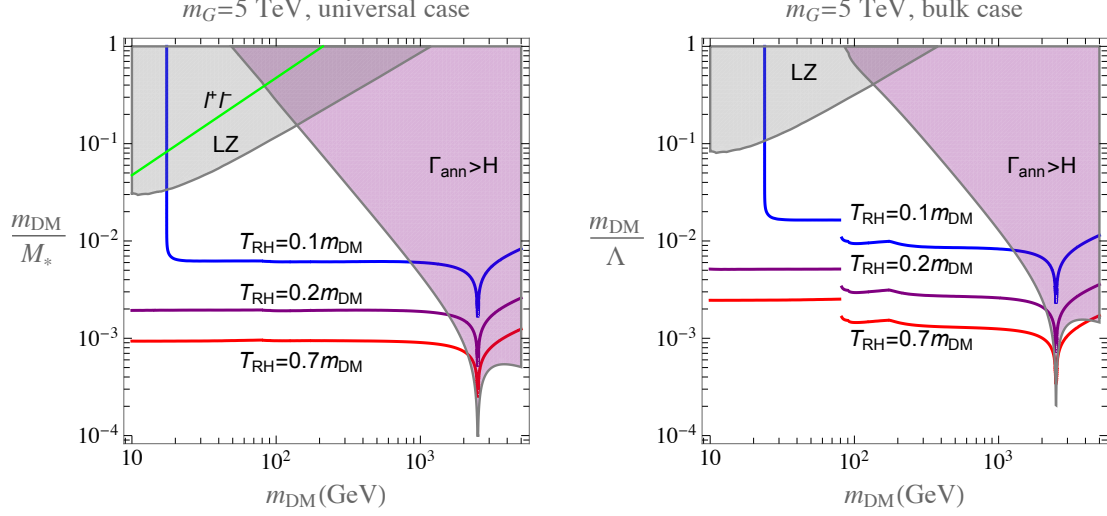 m_G=5 TeV, universal case
1
10^-1
10^-2
10^-3
10^-4
m_DM
M_*
l^+ l^-
LZ
Γ_ann>H
T_RH=0.1m_DM
T_RH=0.2m_DM
T_RH=0.7m_DM
10
10^2
10^3
m_DM(GeV)
m_G=5 TeV, bulk case
1
10^-1
10^-2
10^-3
10^-4
m_DM
Λ
LZ
Γ_ann>H
T_RH=0.1m_DM
T_RH=0.2m_DM
T_RH=0.7m_DM
10
10^2
10^3
m_DM(GeV)